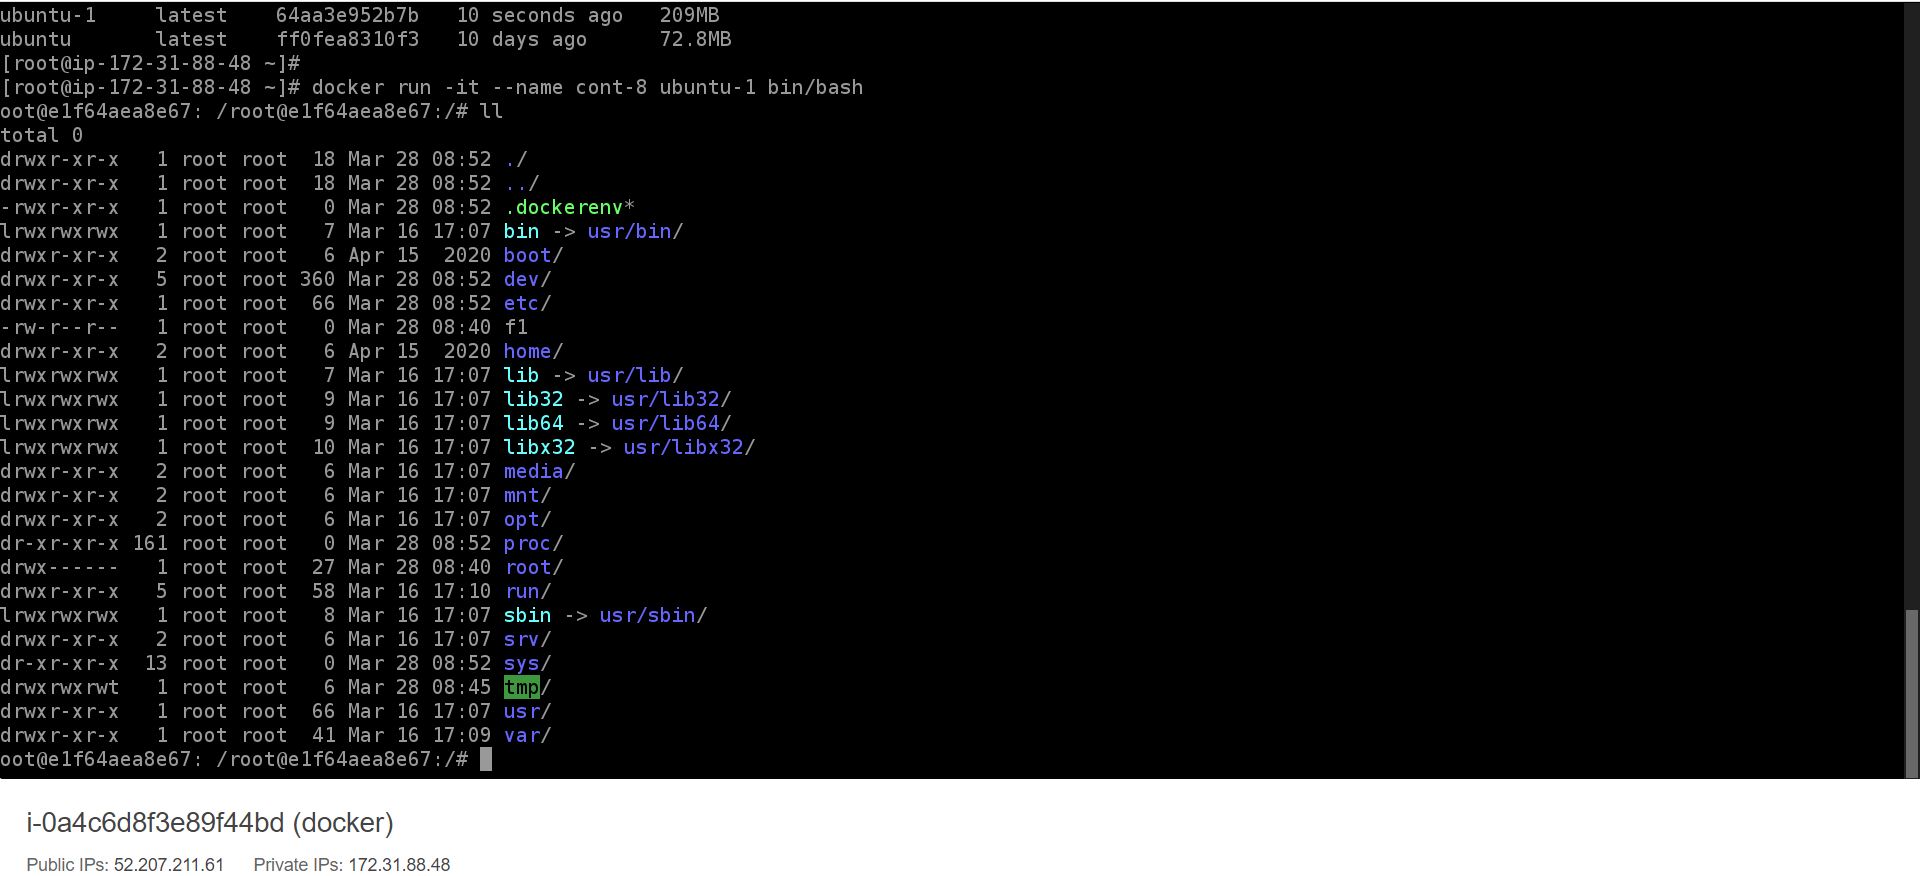 ubuntu-1     latest    64aa3e952b7b   10 seconds ago   209MB
ubuntu       latest    ff0fea8310f3   10 days ago      72.8MB
[root@ip-172-31-88-48 ~]#
[root@ip-172-31-88-48 ~]# docker run -it --name cont-8 ubuntu-1 bin/bash
oot@e1f64aea8e67: /root@e1f64aea8e67:/# ll
total 0
drwxr-xr-x   1 root root  18 Mar 28 08:52 ./
drwxr-xr-x   1 root root  18 Mar 28 08:52 ../
-rwxr-xr-x   1 root root   0 Mar 28 08:52 .dockerenv*
lrwxrwxrwx   1 root root   7 Mar 16 17:07 bin -> usr/bin/
drwxr-xr-x   2 root root   6 Apr 15  2020 boot/
drwxr-xr-x   5 root root 360 Mar 28 08:52 dev/
drwxr-xr-x   1 root root  66 Mar 28 08:52 etc/
-rw-r--r--   1 root root   0 Mar 28 08:40 f1
drwxr-xr-x   2 root root   6 Apr 15  2020 home/
lrwxrwxrwx   1 root root   7 Mar 16 17:07 lib -> usr/lib/
lrwxrwxrwx   1 root root   9 Mar 16 17:07 lib32 -> usr/lib32/
lrwxrwxrwx   1 root root   9 Mar 16 17:07 lib64 -> usr/lib64/
lrwxrwxrwx   1 root root  10 Mar 16 17:07 libx32 -> usr/libx32/
drwxr-xr-x   2 root root   6 Mar 16 17:07 media/
drwxr-xr-x   2 root root   6 Mar 16 17:07 mnt/
drwxr-xr-x   2 root root   6 Mar 16 17:07 opt/
dr-xr-xr-x 161 root root   0 Mar 28 08:52 proc/
drwx------   1 root root  27 Mar 28 08:40 root/
drwxr-xr-x   5 root root  58 Mar 16 17:10 run/
lrwxrwxrwx   1 root root   8 Mar 16 17:07 sbin -> usr/sbin/
drwxr-xr-x   2 root root   6 Mar 16 17:07 srv/
dr-xr-xr-x  13 root root   0 Mar 28 08:52 sys/
drwxrwxrwt   1 root root   6 Mar 28 08:45 tmp/
drwxr-xr-x   1 root root  66 Mar 16 17:07 usr/
drwxr-xr-x   1 root root  41 Mar 16 17:09 var/
oot@e1f64aea8e67: /root@e1f64aea8e67:/#
i-0a4c6d8f3e89f44bd (docker)
Public IPs: 52.207.211.61    Private IPs: 172.31.88.48